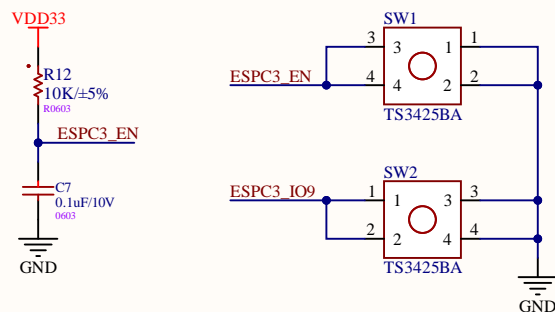 VDD33
R12
10K/±5%
R0603
ESPC3_EN
C7
0.1uF/10V
0603
GND
SW1
3 3 1 1
ESPC3_EN
4 4 2 2
TS3425BA
SW2
ESPC3_IO9
1 1 3 3
2 2 4 4
TS3425BA
GND